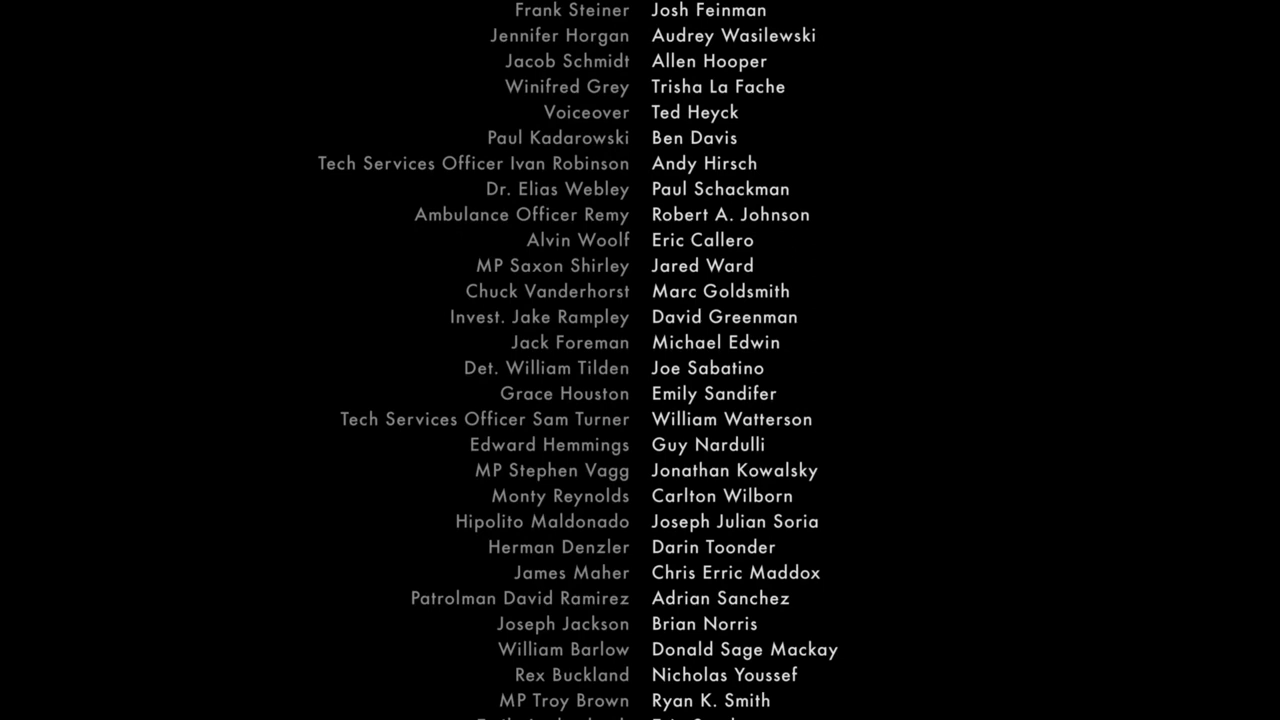 Frank Steiner Josh Feinman
Jennifer Horgan Audrey Wasilewski
Jacob Schmidt Allen Hooper
Winifred Grey Trisha La Fache
Voiceover Ted Heyck
Paul Kadarowski Ben Davis
Tech Services Officer Ivan Robinson Andy Hirsch
Dr. Elias Webley Paul Schackman
Ambulance Officer Remy Robert A. Johnson
Alvin Woolf Eric Callero
MP Saxon Shirley Jared Ward
Chuck Vanderhorst Marc Goldsmith
Invest. Jake Rampley David Greenman
Jack Foreman Michael Edwin
Det. William Tilden Joe Sabatino
Grace Houston Emily Sandifer
Tech Services Officer Sam Turner William Watterson
Edward Hemmings Guy Nardulli
MP Stephen Vagg Jonathan Kowalsky
Monty Reynolds Carlton Wilborn
Hipolito Maldonado Joseph Julian Soria
Herman Denzler Darin Toonder
James Maher Chris Erric Maddox
Patrolman David Ramirez Adrian Sanchez
Joseph Jackson Brian Norris
William Barlow Donald Sage Mackay
Rex Buckland Nicholas Youssef
MP Troy Brown Ryan K. Smith